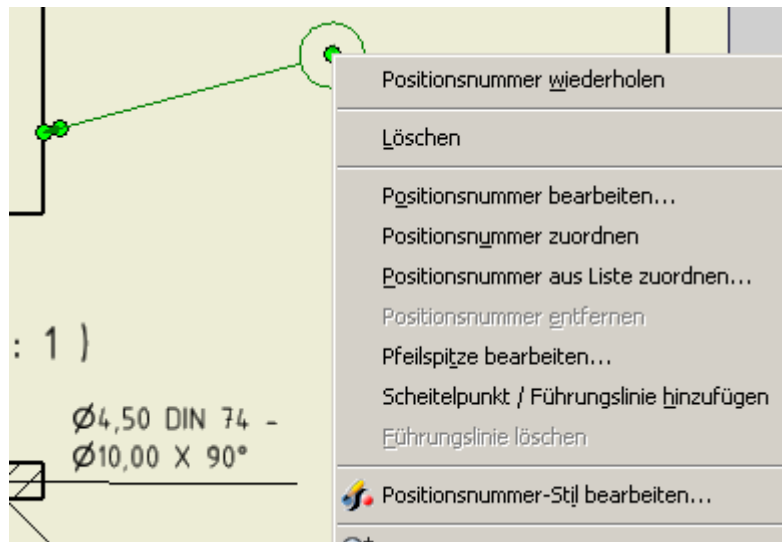 Positionsnummer wiederholen
Löschen
Positionsnummer bearbeiten...
Positionsnummer zuordnen
Positionsnummer aus Liste zuordnen...
Positionsnummer entfernen
Pfeilspitze bearbeiten...
Scheitelpunkt / Führungslinie hinzufügen
Führungslinie löschen
Positionsnummer-Stil bearbeiten...
: 1 )
Ø4,50 DIN 74 -
Ø10,00 X 90°